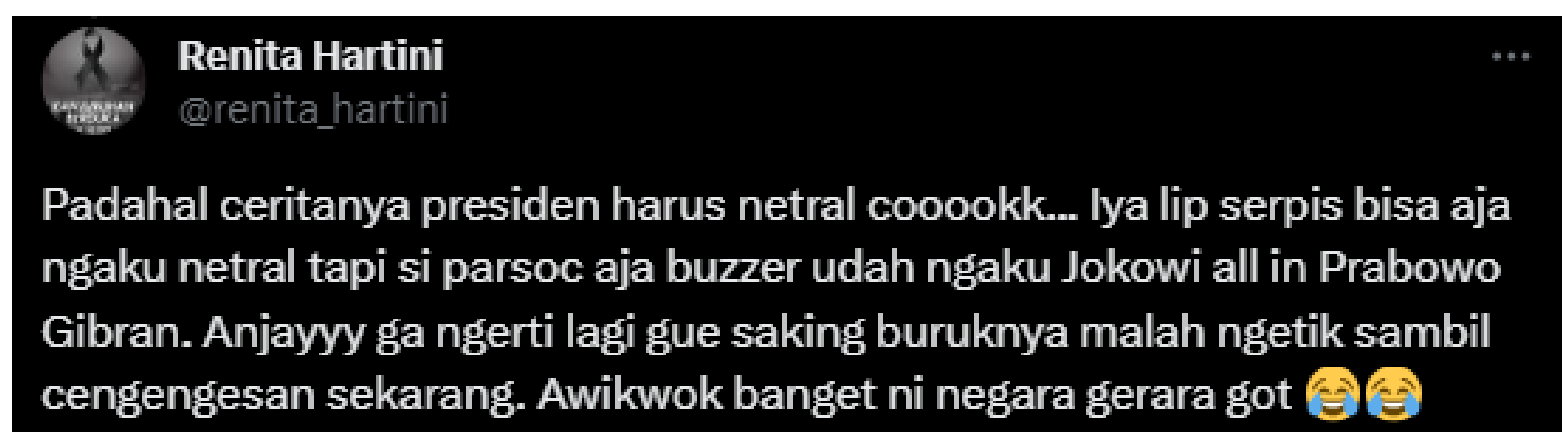 Renita Hartini
@renita_hartini
Padahal ceritanya presiden harus netral cooookk... Iya lip serpis bisa aja
ngaku netral tapi si parsoc aja buzzer udah ngaku Jokowi all in Prabowo
Gibran. Anjayyy ga ngerti lagi gue saking buruknya malah ngetik sambil
cengengesan sekarang. Awikwok banget ni negara gerara got 😂😂